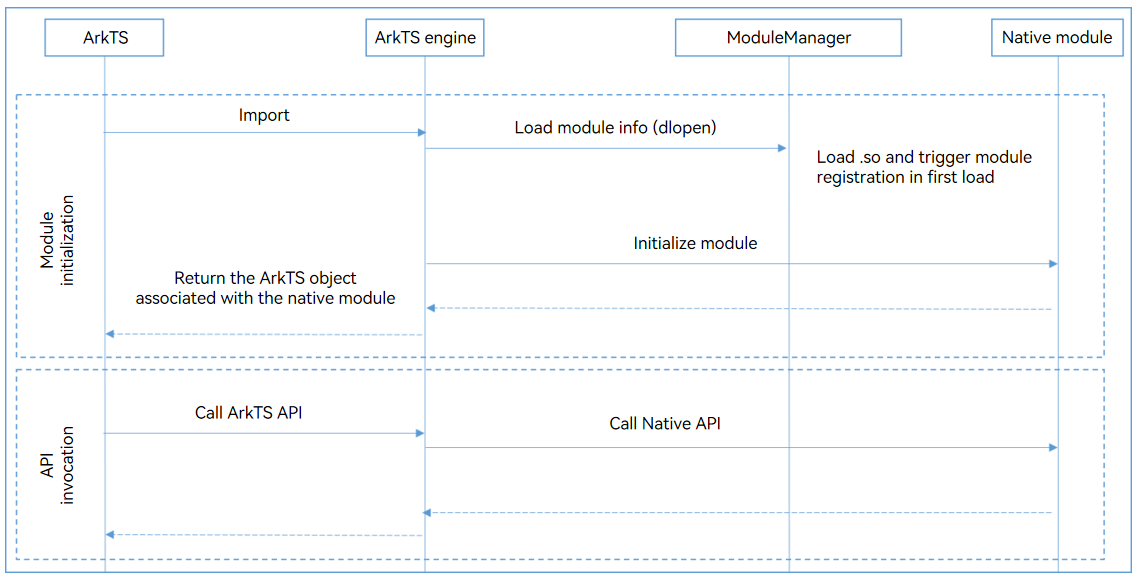 ArkTS
ArkTS engine
ModuleManager
Native module
Import
Load module info (dlopen)
Load .so and trigger module
registration in first load
Module
initialization
Initialize module
Return the ArkTS object
associated with the native module
Call ArkTS API
Call Native API
API
invocation